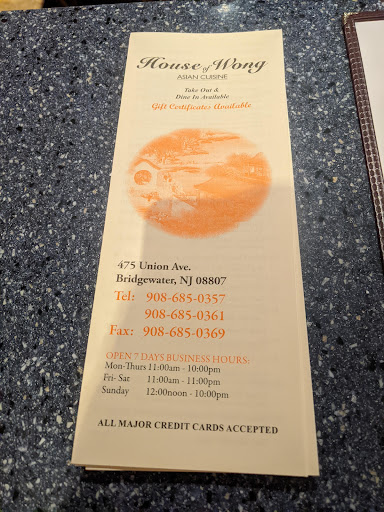 House of Wong
ASIAN CUISINE
Take Out &
Dine In Available
Gift Certificates Available
475 Union Ave.
Bridgewater, NJ 08807
Tel: 908-685-0357
908-685-0361
Fax: 908-685-0369
OPEN 7 DAYS BUSINESS HOURS:
Mon-Thurs 11:00am - 10:00pm
Fri- Sat 11:00am - 11:00pm
Sunday 12:00noon - 10:00pm
ALL MAJOR CREDIT CARDS ACCEPTED